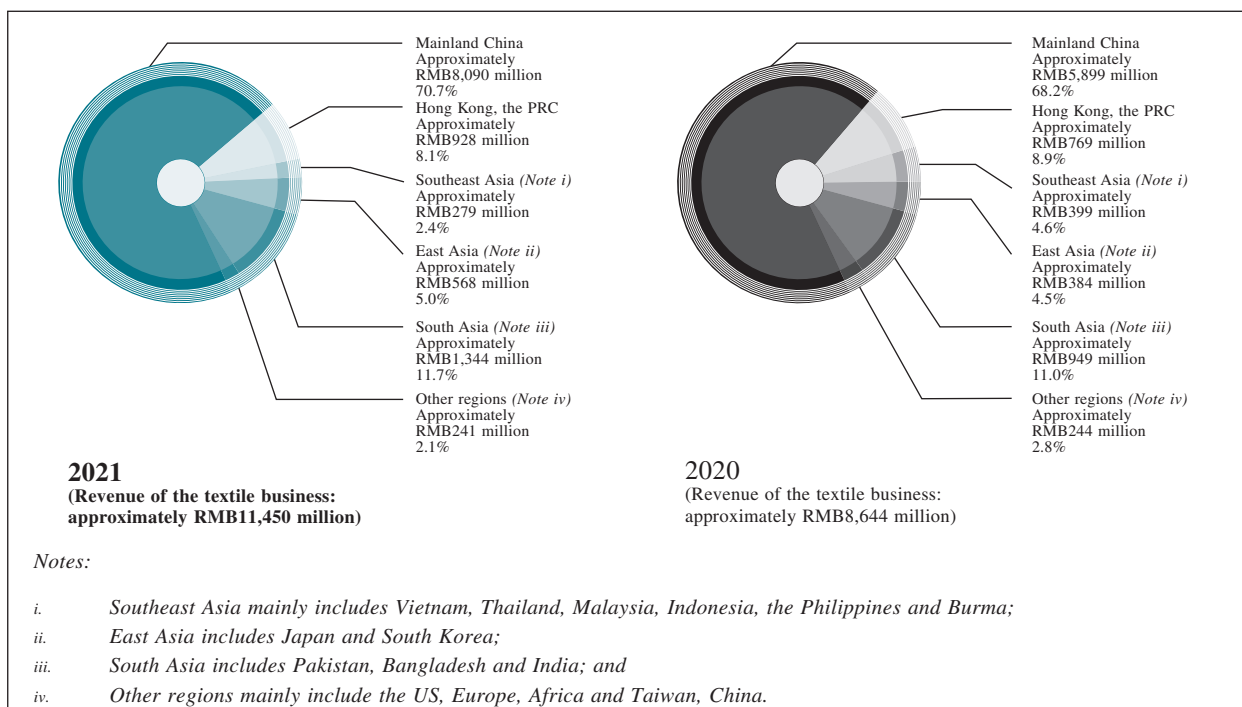 Mainland China
Approximately
RMB8,090 million
70.7%
Hong Kong, the PRC
Approximately
RMB928 million
8.1%
Southeast Asia (Note i)
Approximately
RMB279 million
2.4%
East Asia (Note ii)
Approximately
RMB568 million
5.0%
South Asia (Note iii)
Approximately
RMB1,344 million
11.7%
Other regions (Note iv)
Approximately
RMB241 million
2.1%
2021
(Revenue of the textile business:
approximately RMB11,450 million)
Mainland China
Approximately
RMB5,899 million
68.2%
Hong Kong, the PRC
Approximately
RMB769 million
8.9%
Southeast Asia (Note i)
Approximately
RMB399 million
4.6%
East Asia (Note ii)
Approximately
RMB384 million
4.5%
South Asia (Note iii)
Approximately
RMB949 million
11.0%
Other regions (Note iv)
Approximately
RMB244 million
2.8%
2020
(Revenue of the textile business:
approximately RMB8,644 million)
Notes:
i. Southeast Asia mainly includes Vietnam, Thailand, Malaysia, Indonesia, the Philippines and Burma;
ii. East Asia includes Japan and South Korea;
iii. South Asia includes Pakistan, Bangladesh and India; and
iv. Other regions mainly include the US, Europe, Africa and Taiwan, China.